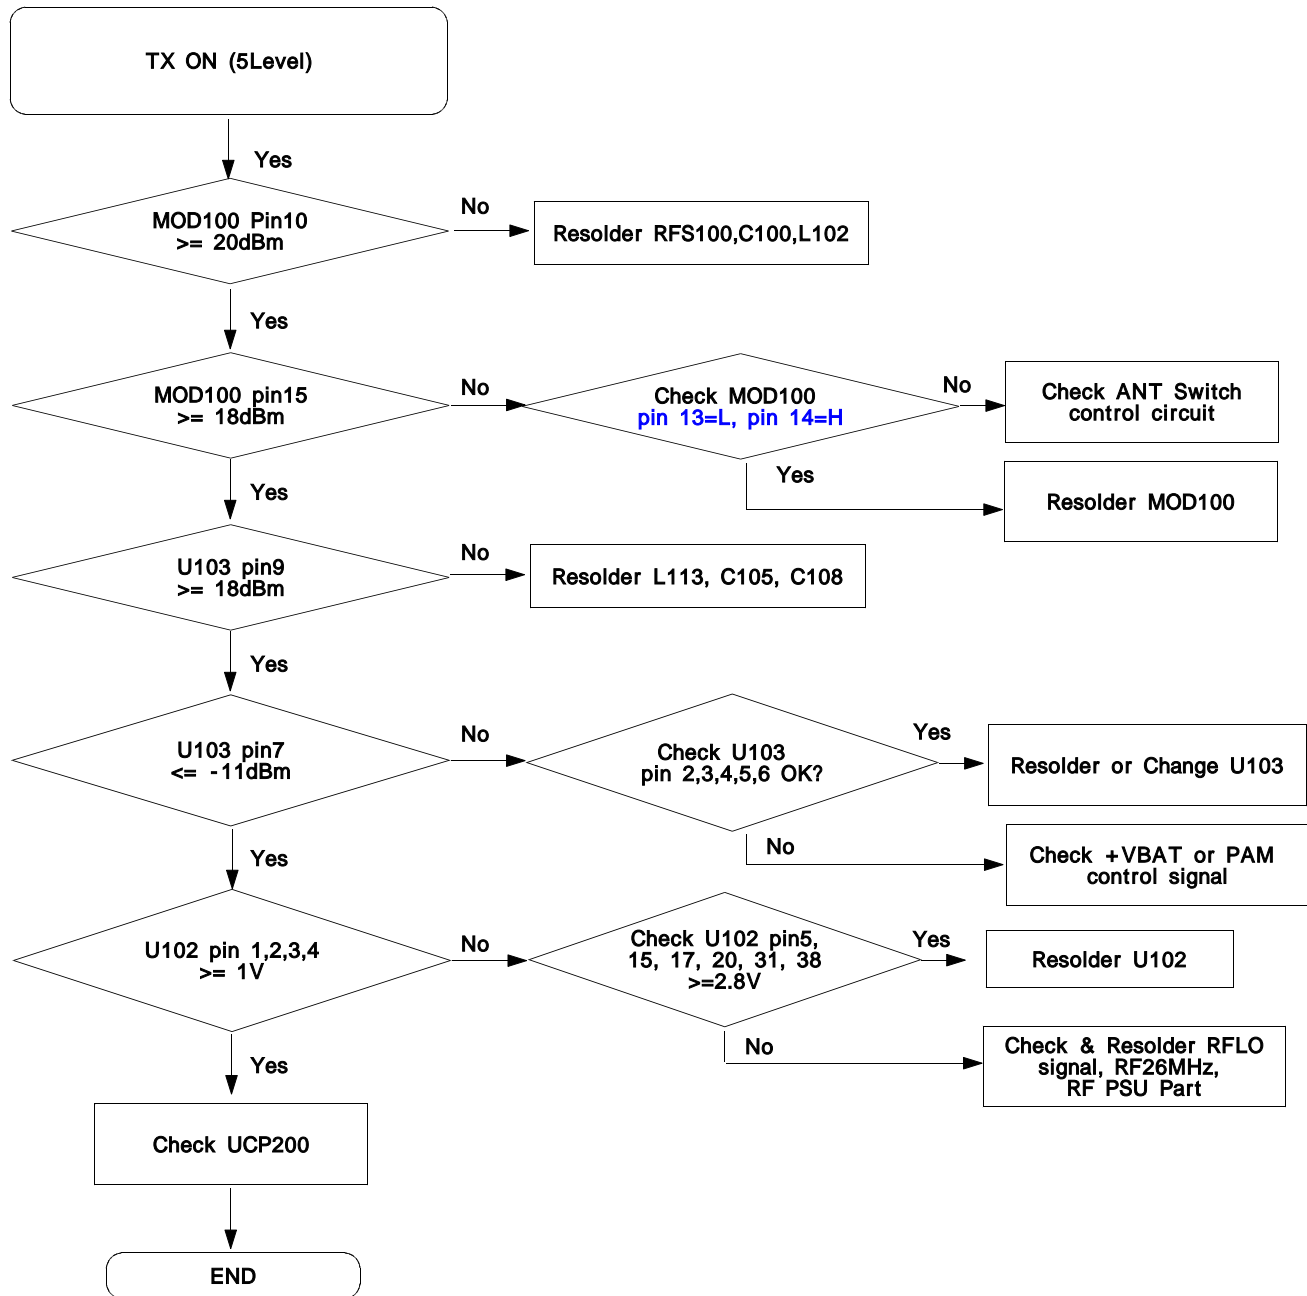 TX ON (5Level)
Yes
MOD100 Pin10
>= 20dBm
No
Resolder RFS100,C100,L102
Yes
MOD100 pin15
>= 18dBm
No
Check MOD100
pin 13=L, pin 14=H
No
Check ANT Switch
control circuit
Yes
Resolder MOD100
Yes
U103 pin9
>= 18dBm
No
Resolder L113, C105, C108
Yes
U103 pin7
<= -11dBm
No
Check U103
pin 2,3,4,5,6 OK?
Yes
Resolder or Change U103
No
Check +VBAT or PAM
control signal
Yes
U102 pin 1,2,3,4
>= 1V
No
Check U102 pin5,
15, 17, 20, 31, 38
>=2.8V
Yes
Resolder U102
No
Check & Resolder RFLO
signal, RF26MHz,
RF PSU Part
Yes
Check UCP200
END